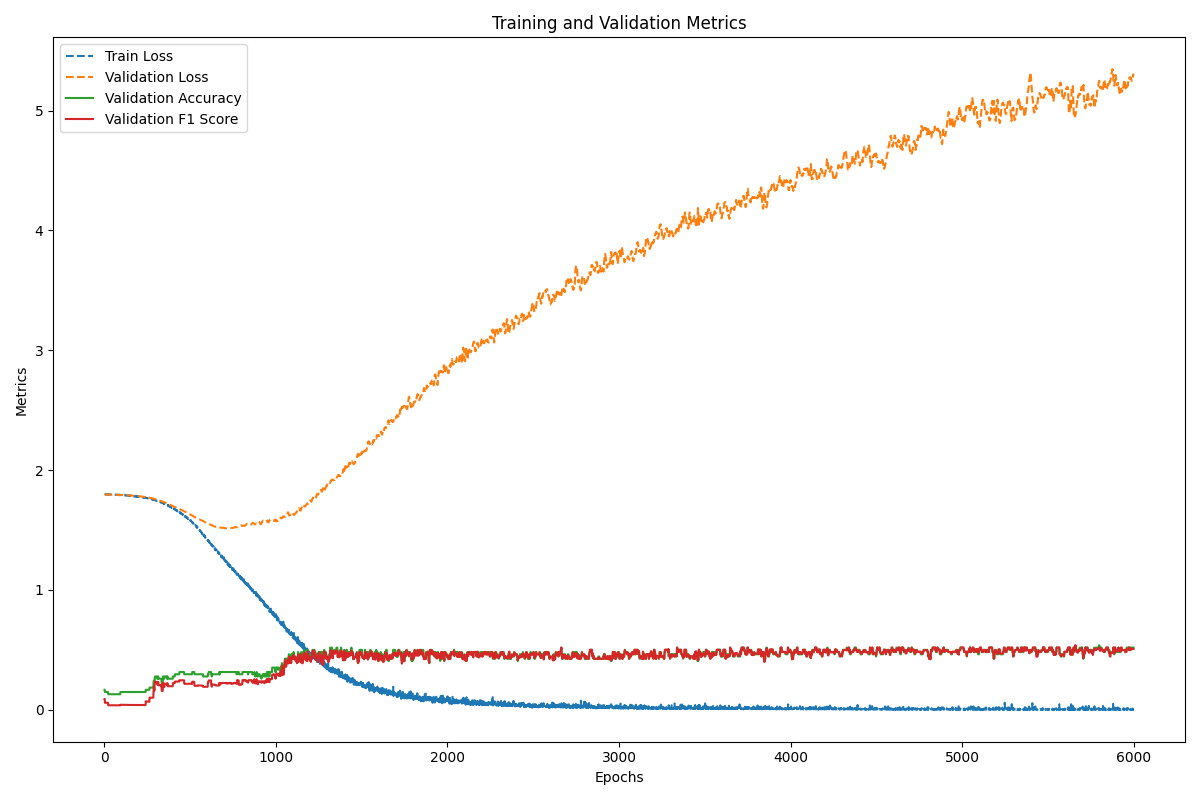 Training and Validation Metrics
Train Loss
Validation Loss
Validation Accuracy
Validation F1 Score
Metrics
5
4
3
2
1
0
0 1000 2000 3000 4000 5000 6000
Epochs